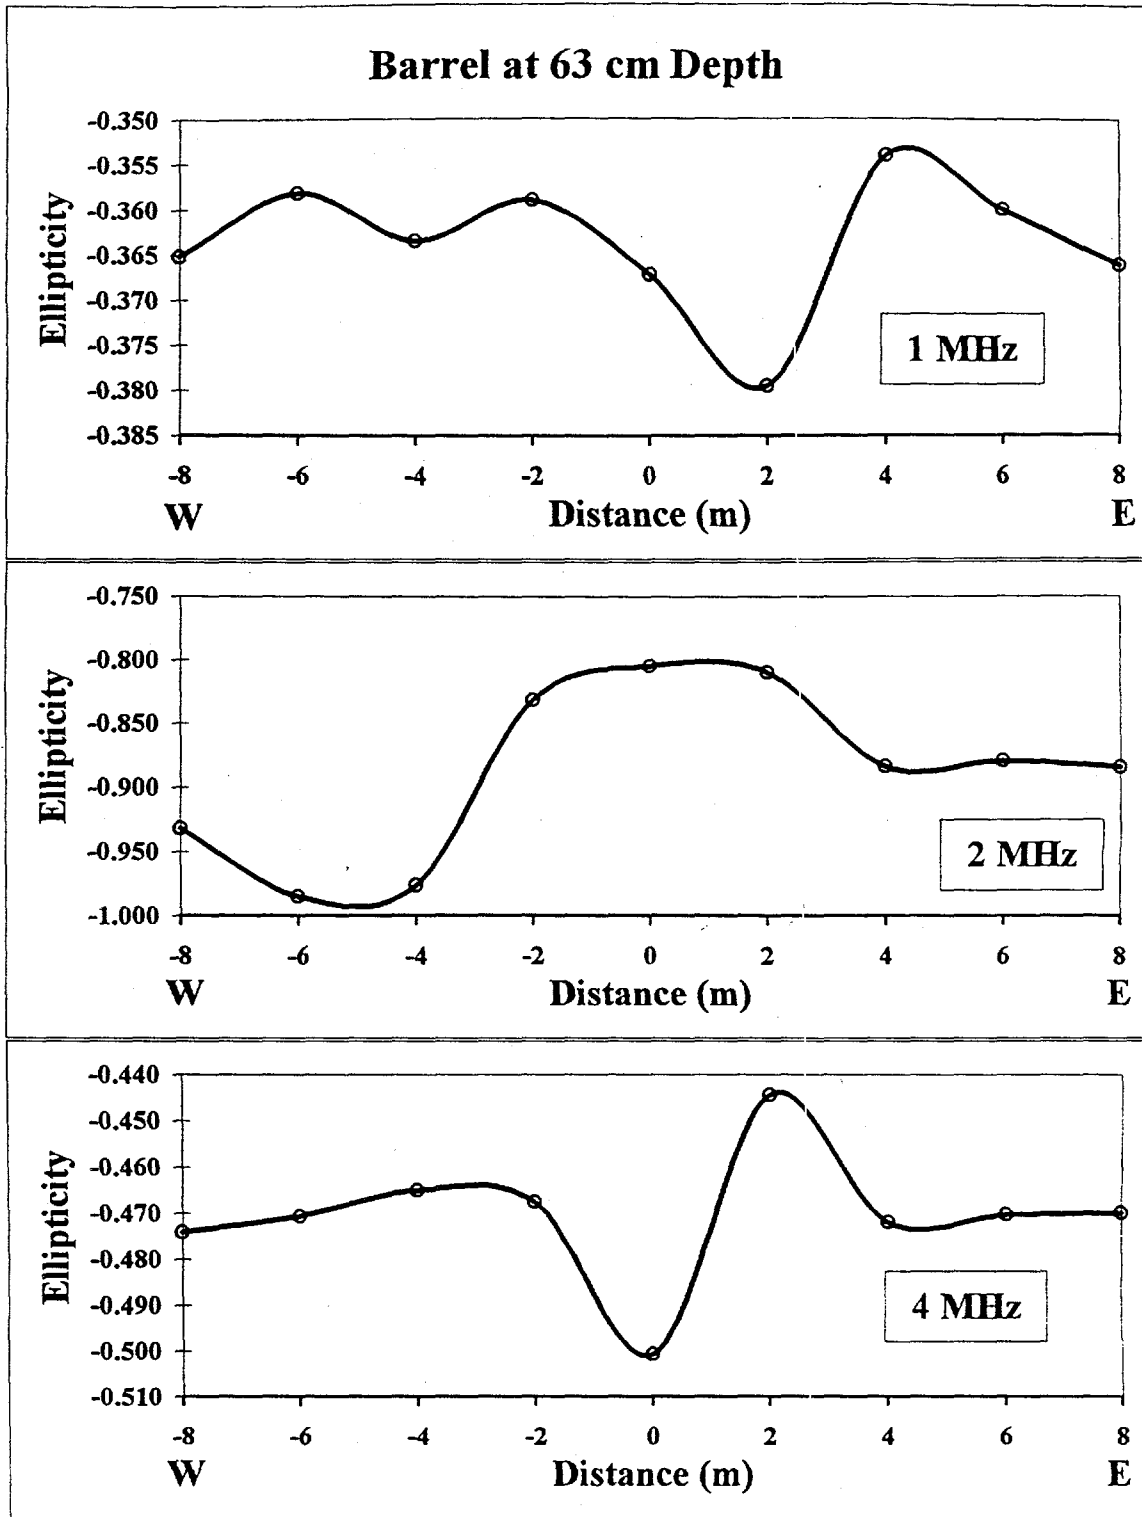 Barrel at 63 cm Depth
Ellipticity
-0.350
-0.355
-0.360
-0.365
-0.370
-0.375
-0.380
-0.385
1 MHz
-8 -6 -4 -2 0 2 4 6 8
W Distance (m) E
Ellipticity
-0.750
-0.800
-0.850
-0.900
-0.950
-1.000
2 MHz
-8 -6 -4 -2 0 2 4 6 8
W Distance (m) E
Ellipticity
-0.440
-0.450
-0.460
-0.470
-0.480
-0.490
-0.500
-0.510
4 MHz
-8 -6 -4 -2 0 2 4 6 8
W Distance (m) E